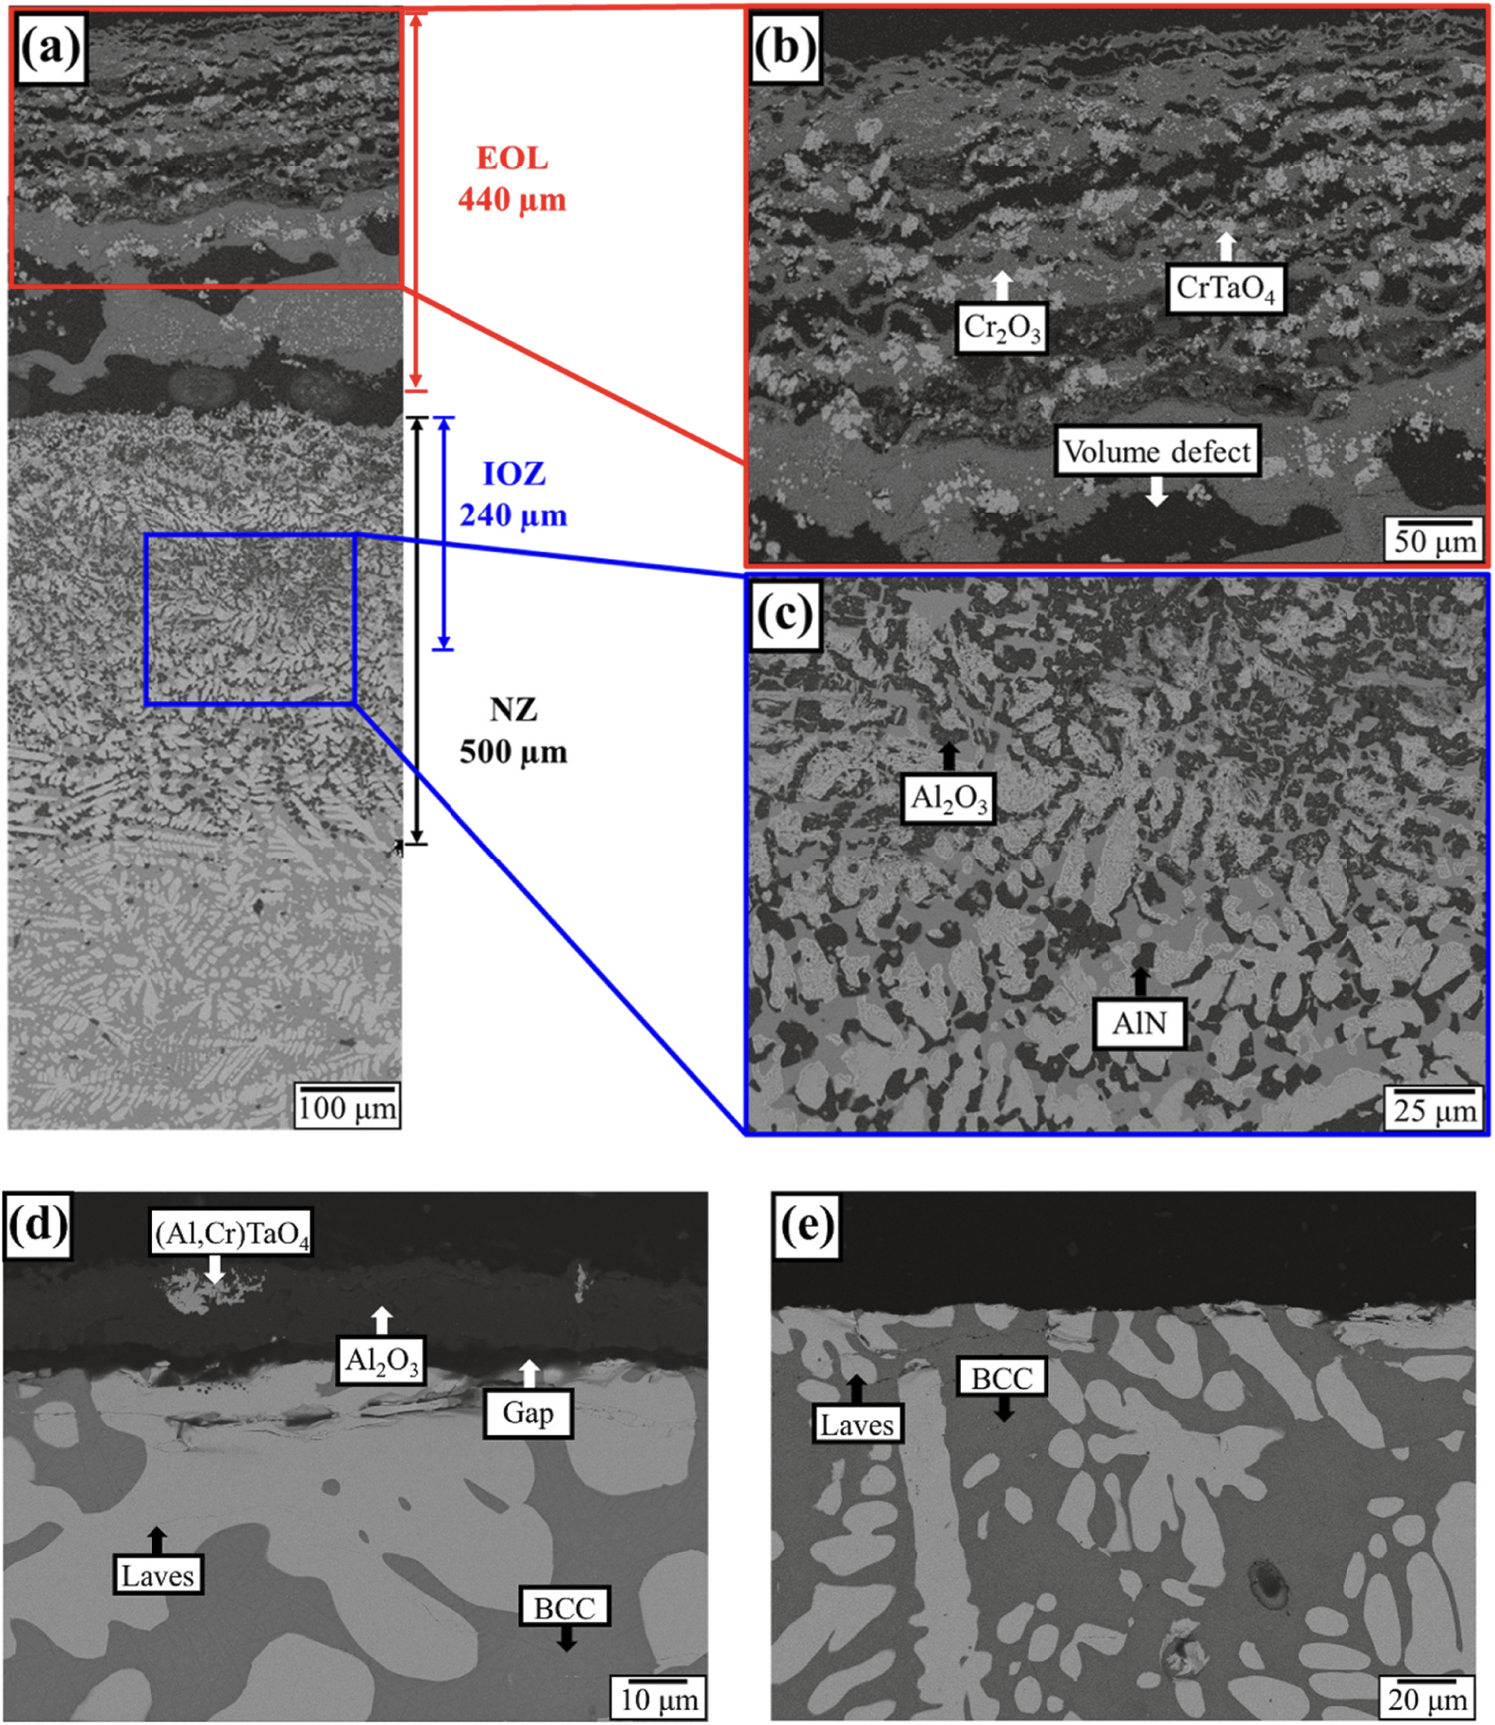 (a)
EOL
440 µm
IOZ
240 µm
NZ
500 µm
100 µm
(b)
CrTaO₄
Cr₂O₃
Volume defect
50 µm
(c)
Al₂O₃
AlN
25 µm
(d)
(Al,Cr)TaO₄
Al₂O₃
Gap
Laves
BCC
10 µm
(e)
BCC
Laves
20 µm